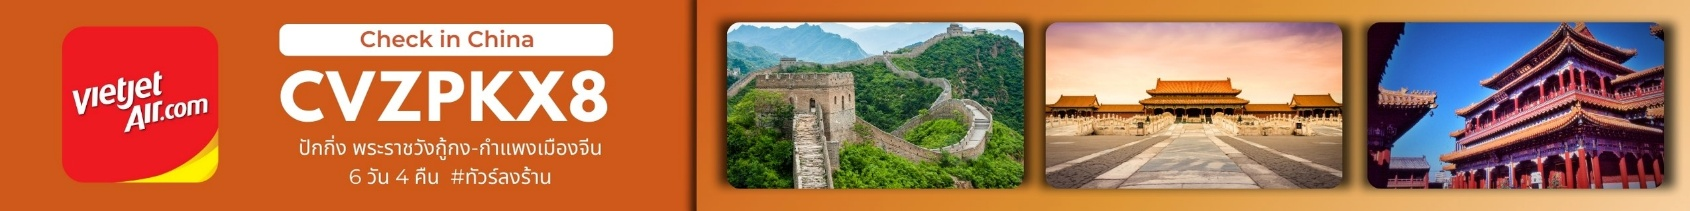 vietjet
Air.com
Check in China
CVZPKX8
ปักกิ่ง พระราชวังกู้กง-กำแพงเมืองจีน
6 วัน 4 คืน #ทัวร์ลงร้าน